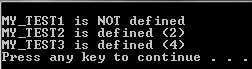 MY_TEST1 is NOT defined
MY_TEST2 is defined (2)
MY_TEST3 is defined (4)
Press any key to continue . . .